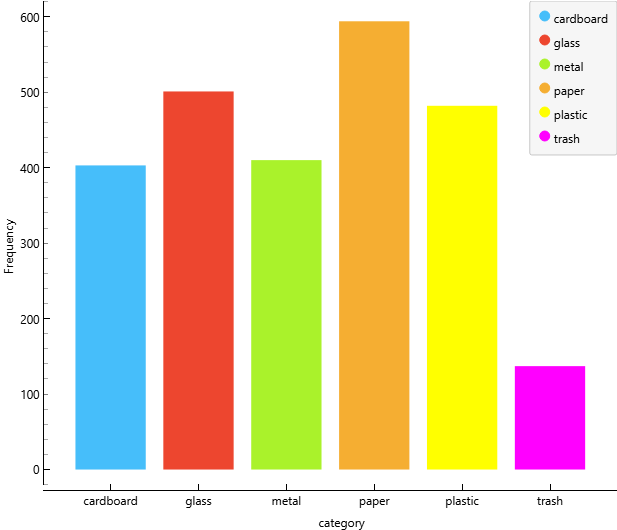 600
500
400
300
200
100
0
Frequency
cardboard
glass
metal
paper
plastic
trash
category
cardboard
glass
metal
paper
plastic
trash